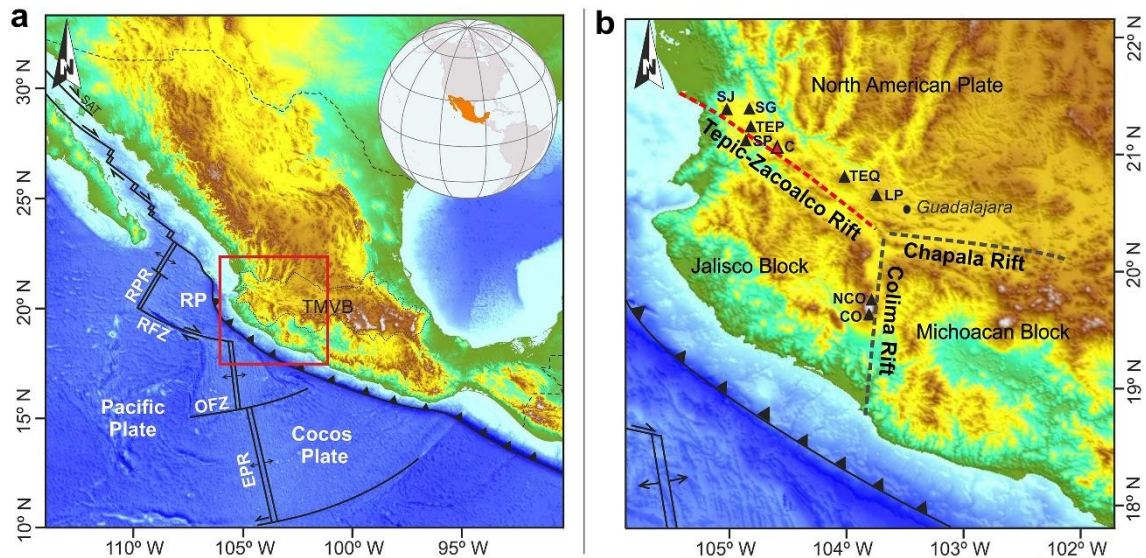 a
N
30° N
25° N
20° N
15° N
10° N
SAT
RPR
RP
RFZ
TMVB
OFZ
Pacific
Plate
Cocos
Plate
EPR
110° W
105° W
100° W
95° W
b
N
North American Plate
SJ
SG
TEP
SP
C
TEQ
LP
Guadalajara
Tepic-Zacoalco Rift
Chapala Rift
Jalisco Block
Colima Rift
NCO
CO
Michoacan Block
22° N
21° N
20° N
19° N
18° N
105° W
104° W
103° W
102° W